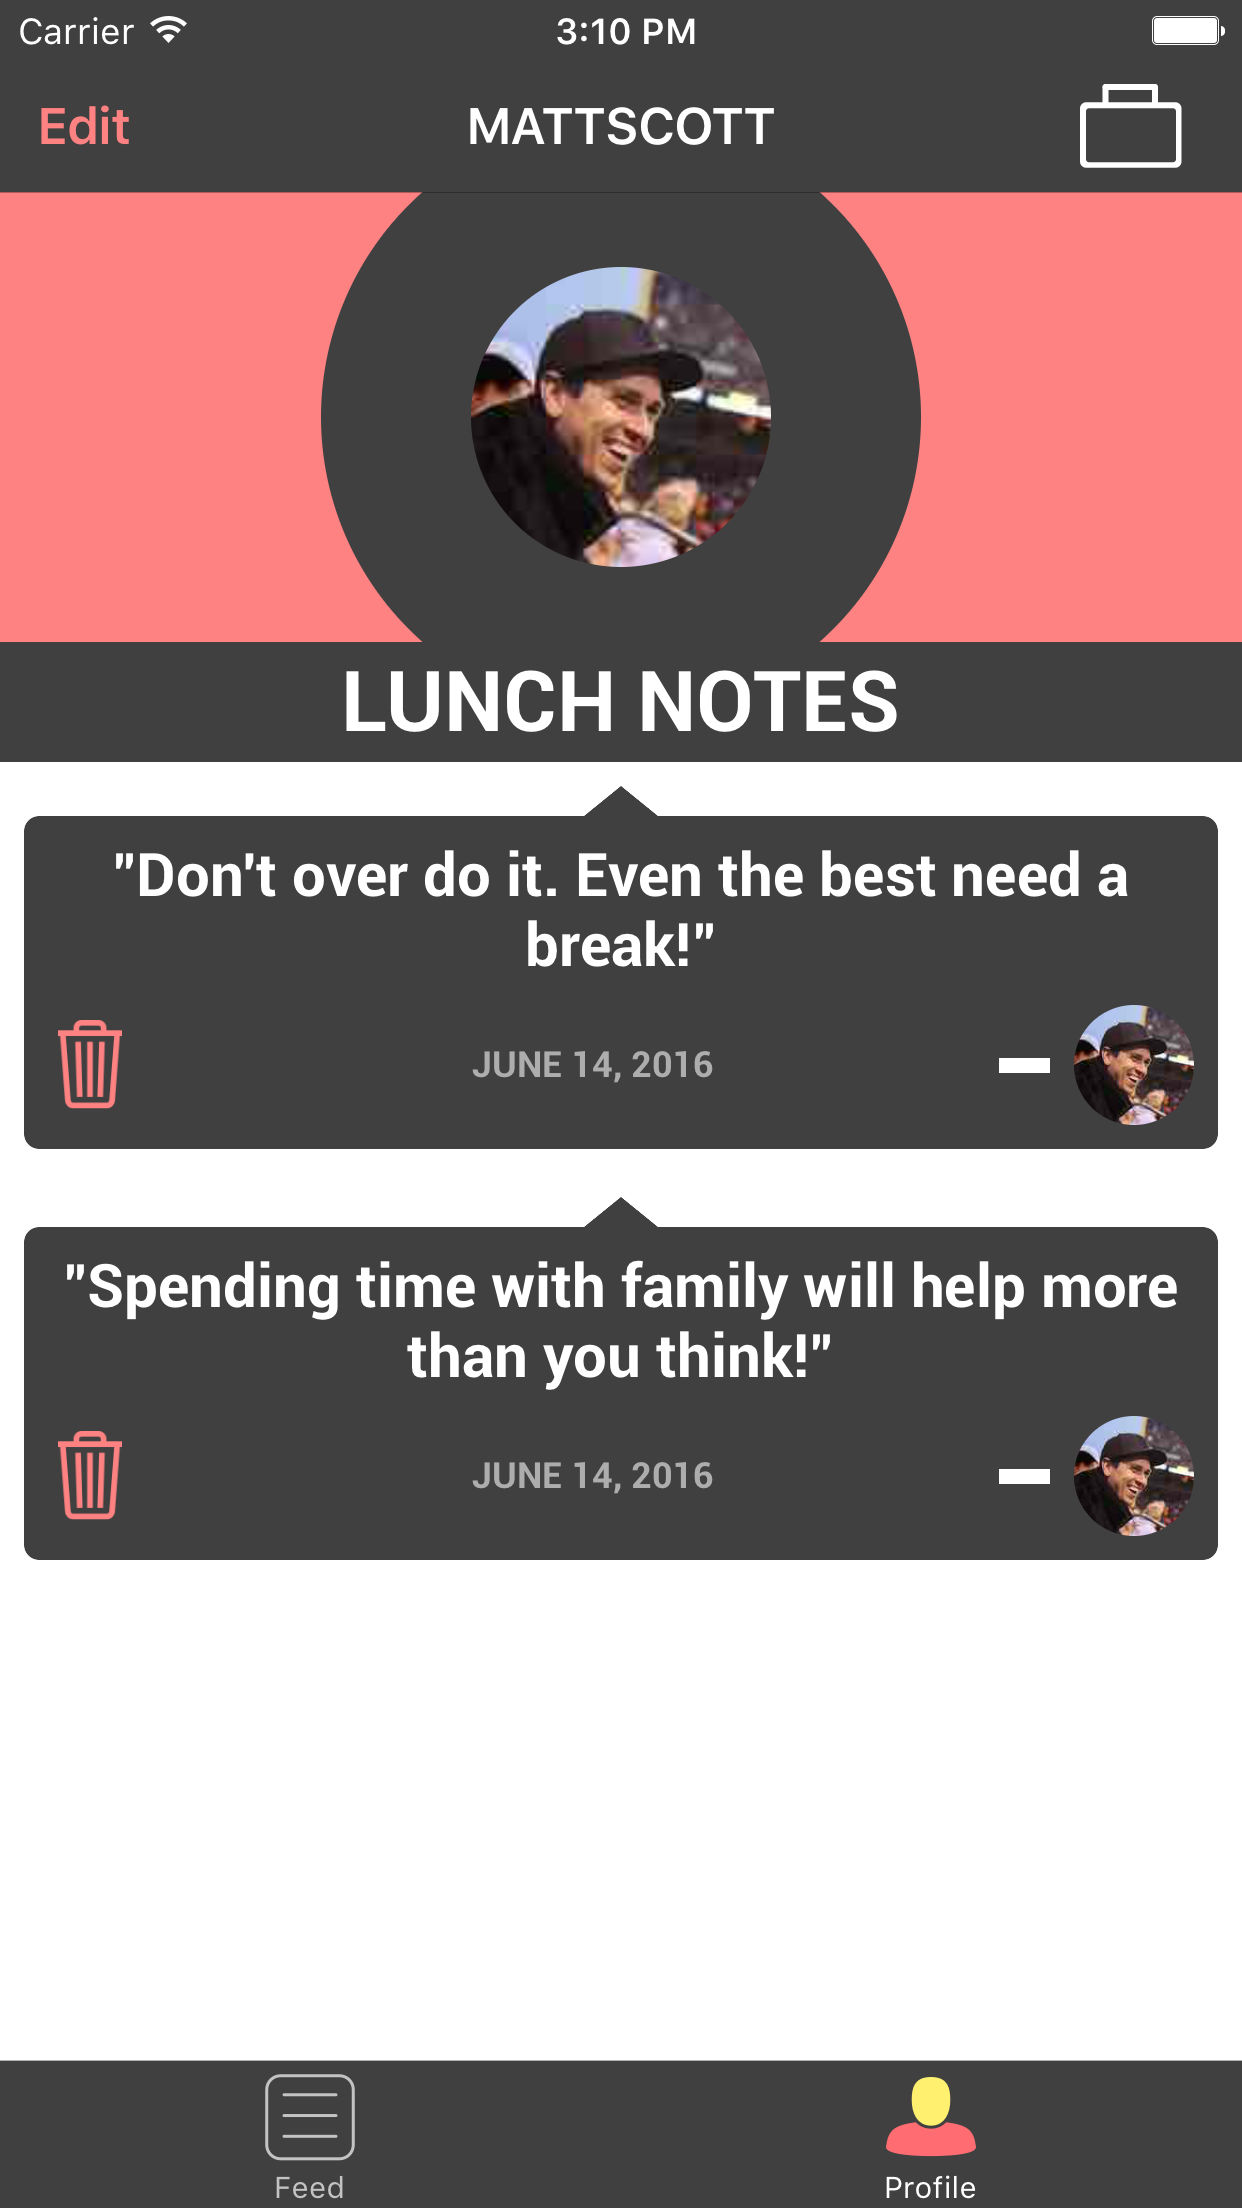 Carrier
3:10 PM
Edit
MATTSCOTT
LUNCH NOTES
"Don't over do it. Even the best need a
break!"
JUNE 14, 2016
"Spending time with family will help more
than you think!"
JUNE 14, 2016
Feed
Profile